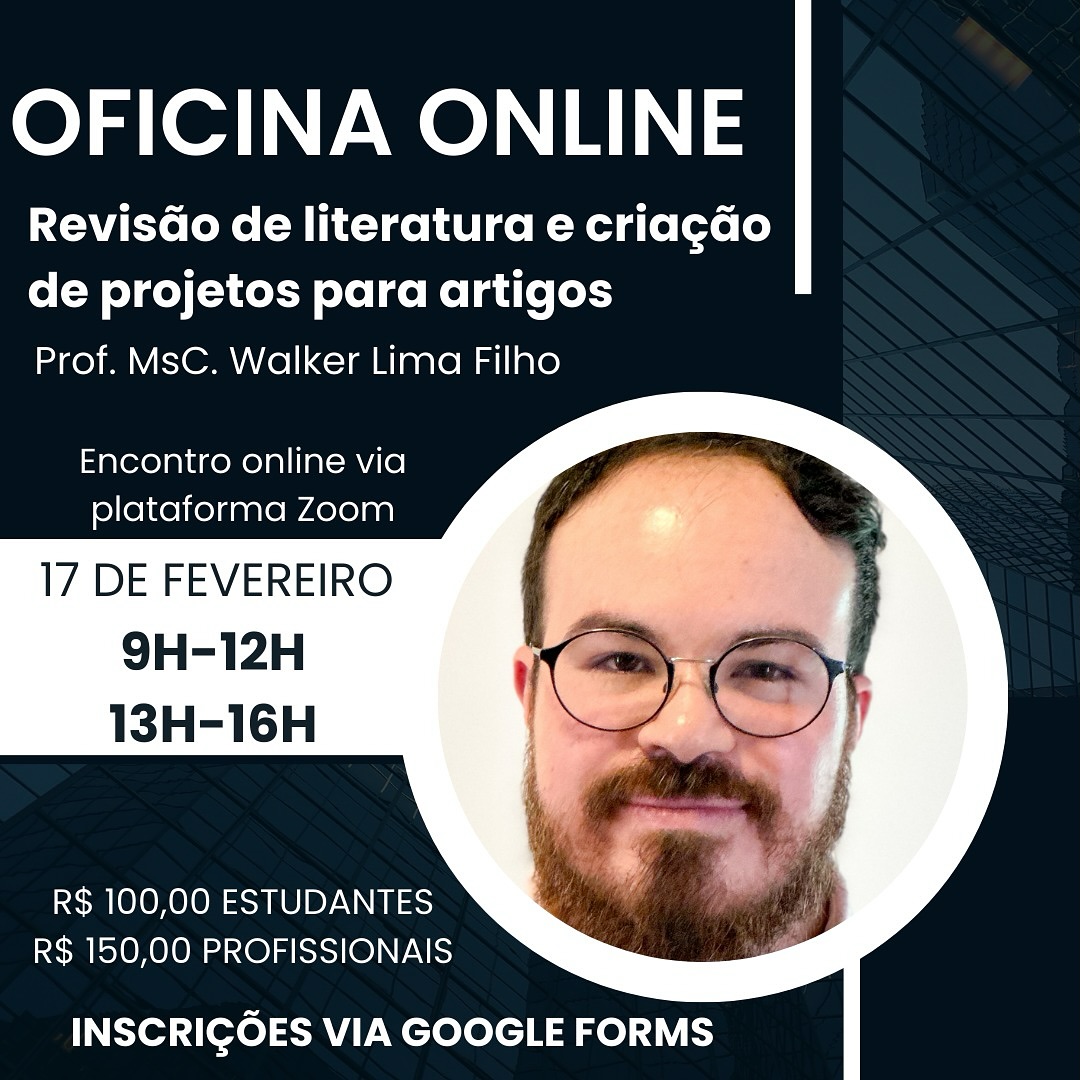 OFICINA ONLINE
Revisão de literatura e criação
de projetos para artigos
Prof. MsC. Walker Lima Filho
Encontro online via
plataforma Zoom
17 DE FEVEREIRO
9H-12H
13H-16H
R$ 100,00 ESTUDANTES
R$ 150,00 PROFISSIONAIS
INSCRIÇÕES VIA GOOGLE FORMS